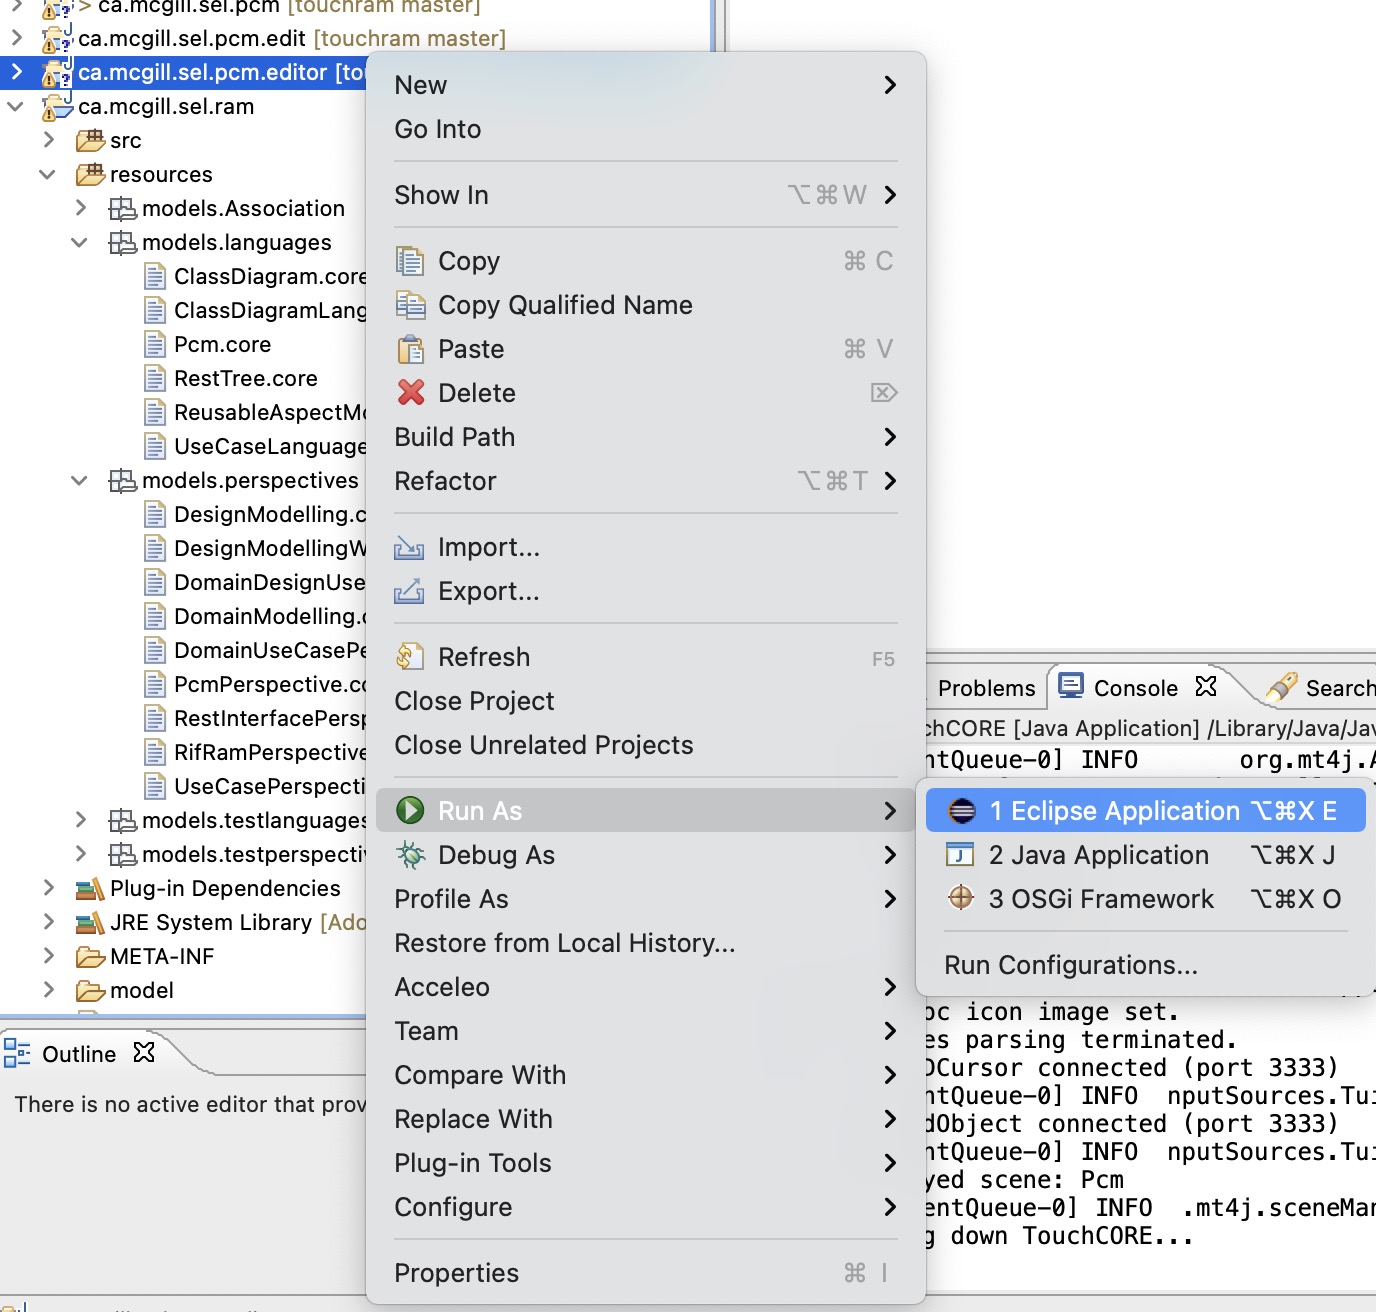 > ca.mcgill.sel.pcm [touchram master]
ca.mcgill.sel.pcm.edit [touchram master]
ca.mcgill.sel.pcm.editor [tou
ca.mcgill.sel.ram
src
resources
models.Association
models.languages
ClassDiagram.core
ClassDiagramLang
Pcm.core
RestTree.core
ReusableAspectMo
UseCaseLanguage
models.perspectives
DesignModelling.c
DesignModellingW
DomainDesignUse
DomainModelling.
DomainUseCasePe
PcmPerspective.co
RestInterfacePersp
RifRamPerspective
UseCasePerspecti
models.testlanguages
models.testperspecti
Plug-in Dependencies
JRE System Library [Ado
META-INF
model
Outline
There is no active editor that prov
New
Go Into
Show In ⌥⌘W
Copy ⌘ C
Copy Qualified Name
Paste ⌘ V
Delete ⌦
Build Path
Refactor ⌥⌘T
Import...
Export...
Refresh F5
Close Project
Close Unrelated Projects
Run As
Debug As
Profile As
Restore from Local History...
Acceleo
Team
Compare With
Replace With
Plug-in Tools
Configure
Properties ⌘ I
1 Eclipse Application ⌥⌘X E
2 Java Application ⌥⌘X J
3 OSGi Framework ⌥⌘X O
Run Configurations...
Problems
Console
Search
chCORE [Java Application] /Library/Java/Jav
ntQueue-0] INFO org.mt4j.A
oc icon image set.
es parsing terminated.
DCursor connected (port 3333)
ntQueue-0] INFO nputSources.Tui
dObject connected (port 3333)
ntQueue-0] INFO nputSources.Tui
yed scene: Pcm
entQueue-0] INFO .mt4j.sceneMan
g down TouchCORE...